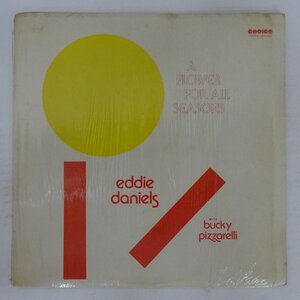 choice
A
FLOWER
FOR ALL
SEASONS
eddie
daniels
WITH
bucky
pizzarelli